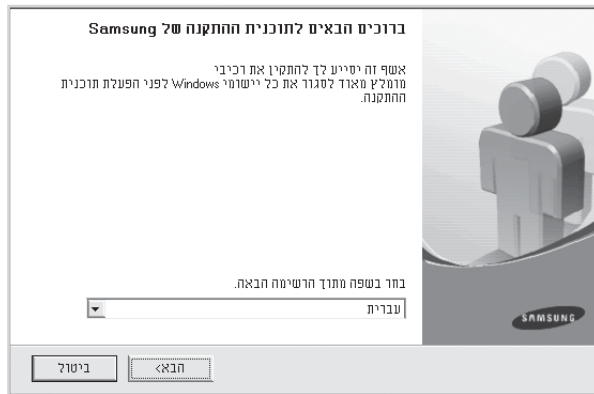 ברוכים הבאים לתוכנית ההתקנה של Samsung
אשף זה יסייע לך להתקין את רכיבי
מומלץ מאוד לסגור את כל יישומי Windows לפני הפעלת תוכנית
ההתקנה.
בחר בשפה מתוך הרשימה הבאה.
עברית
SAMSUNG
הבא>
ביטול